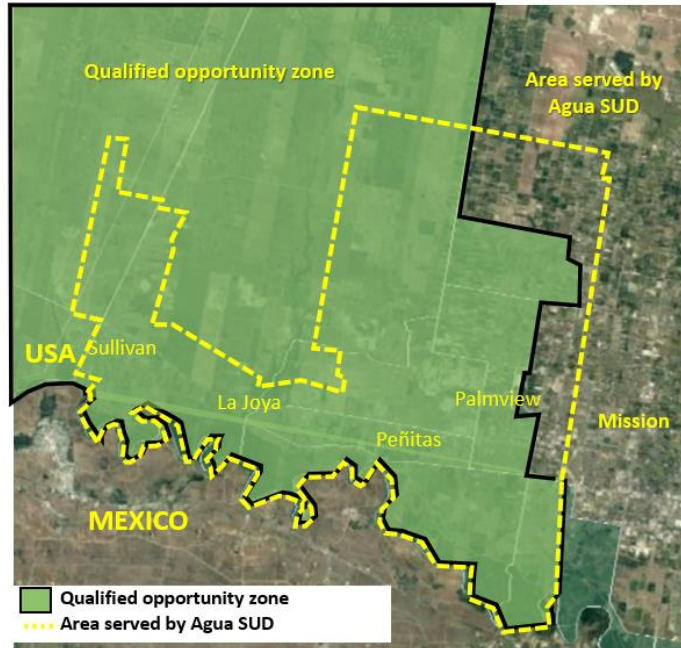 Qualified opportunity zone
Area served by
Agua SUD
USA
Sullivan
La Joya
Palmview
Mission
Peñitas
MEXICO
Qualified opportunity zone
Area served by Agua SUD